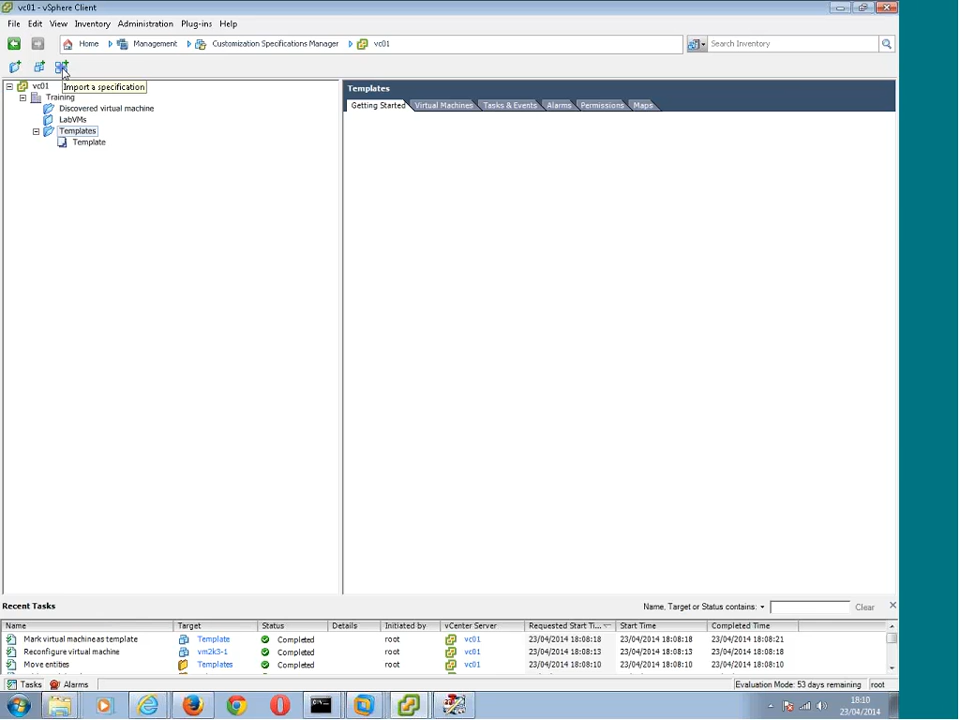 vc01 - vSphere Client
File Edit View Inventory Administration Plug-ins Help
Home Management Customization Specifications Manager vc01 Search Inventory
Import a specification
vc01
Training
Discovered virtual machine
LabVMs
Templates
Template
Templates
Getting Started Virtual Machines Tasks & Events Alarms Permissions Maps
Recent Tasks
Name, Target or Status contains: Clear
Name Target Status Details Initiated by vCenter Server Requested Start Ti... Start Time Completed Time
Mark virtual machine as template Template Completed root vc01 23/04/2014 18:08:18 23/04/2014 18:08:18 23/04/2014 18:08:21
Reconfigure virtual machine vm2k3-1 Completed root vc01 23/04/2014 18:08:13 23/04/2014 18:08:13 23/04/2014 18:08:18
Move entities Templates Completed root vc01 23/04/2014 18:08:10 23/04/2014 18:08:10 23/04/2014 18:08:10
Tasks Alarms Evaluation Mode: 53 days remaining root
18:10
23/04/2014